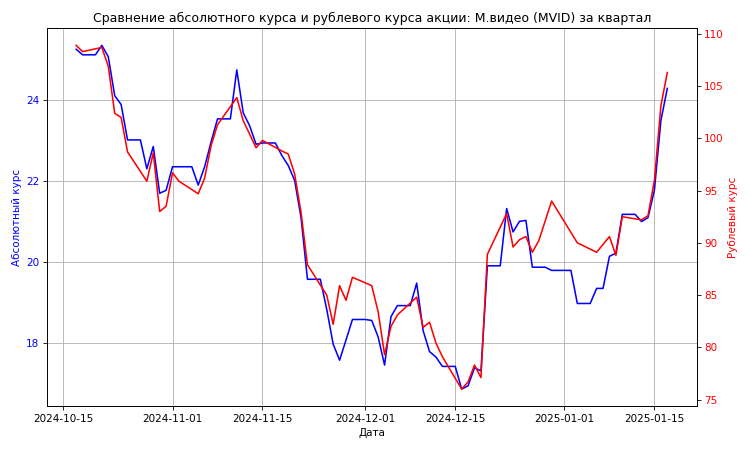 Сравнение абсолютного курса и рублевого курса акции: М.видео (MVID) за квартал
110
105
24
100
95
22
Абсолютный курс
Рублевый курс
90
20
85
18
80
75
2024-10-15 2024-11-01 2024-11-15 2024-12-01 2024-12-15 2025-01-01 2025-01-15
Дата